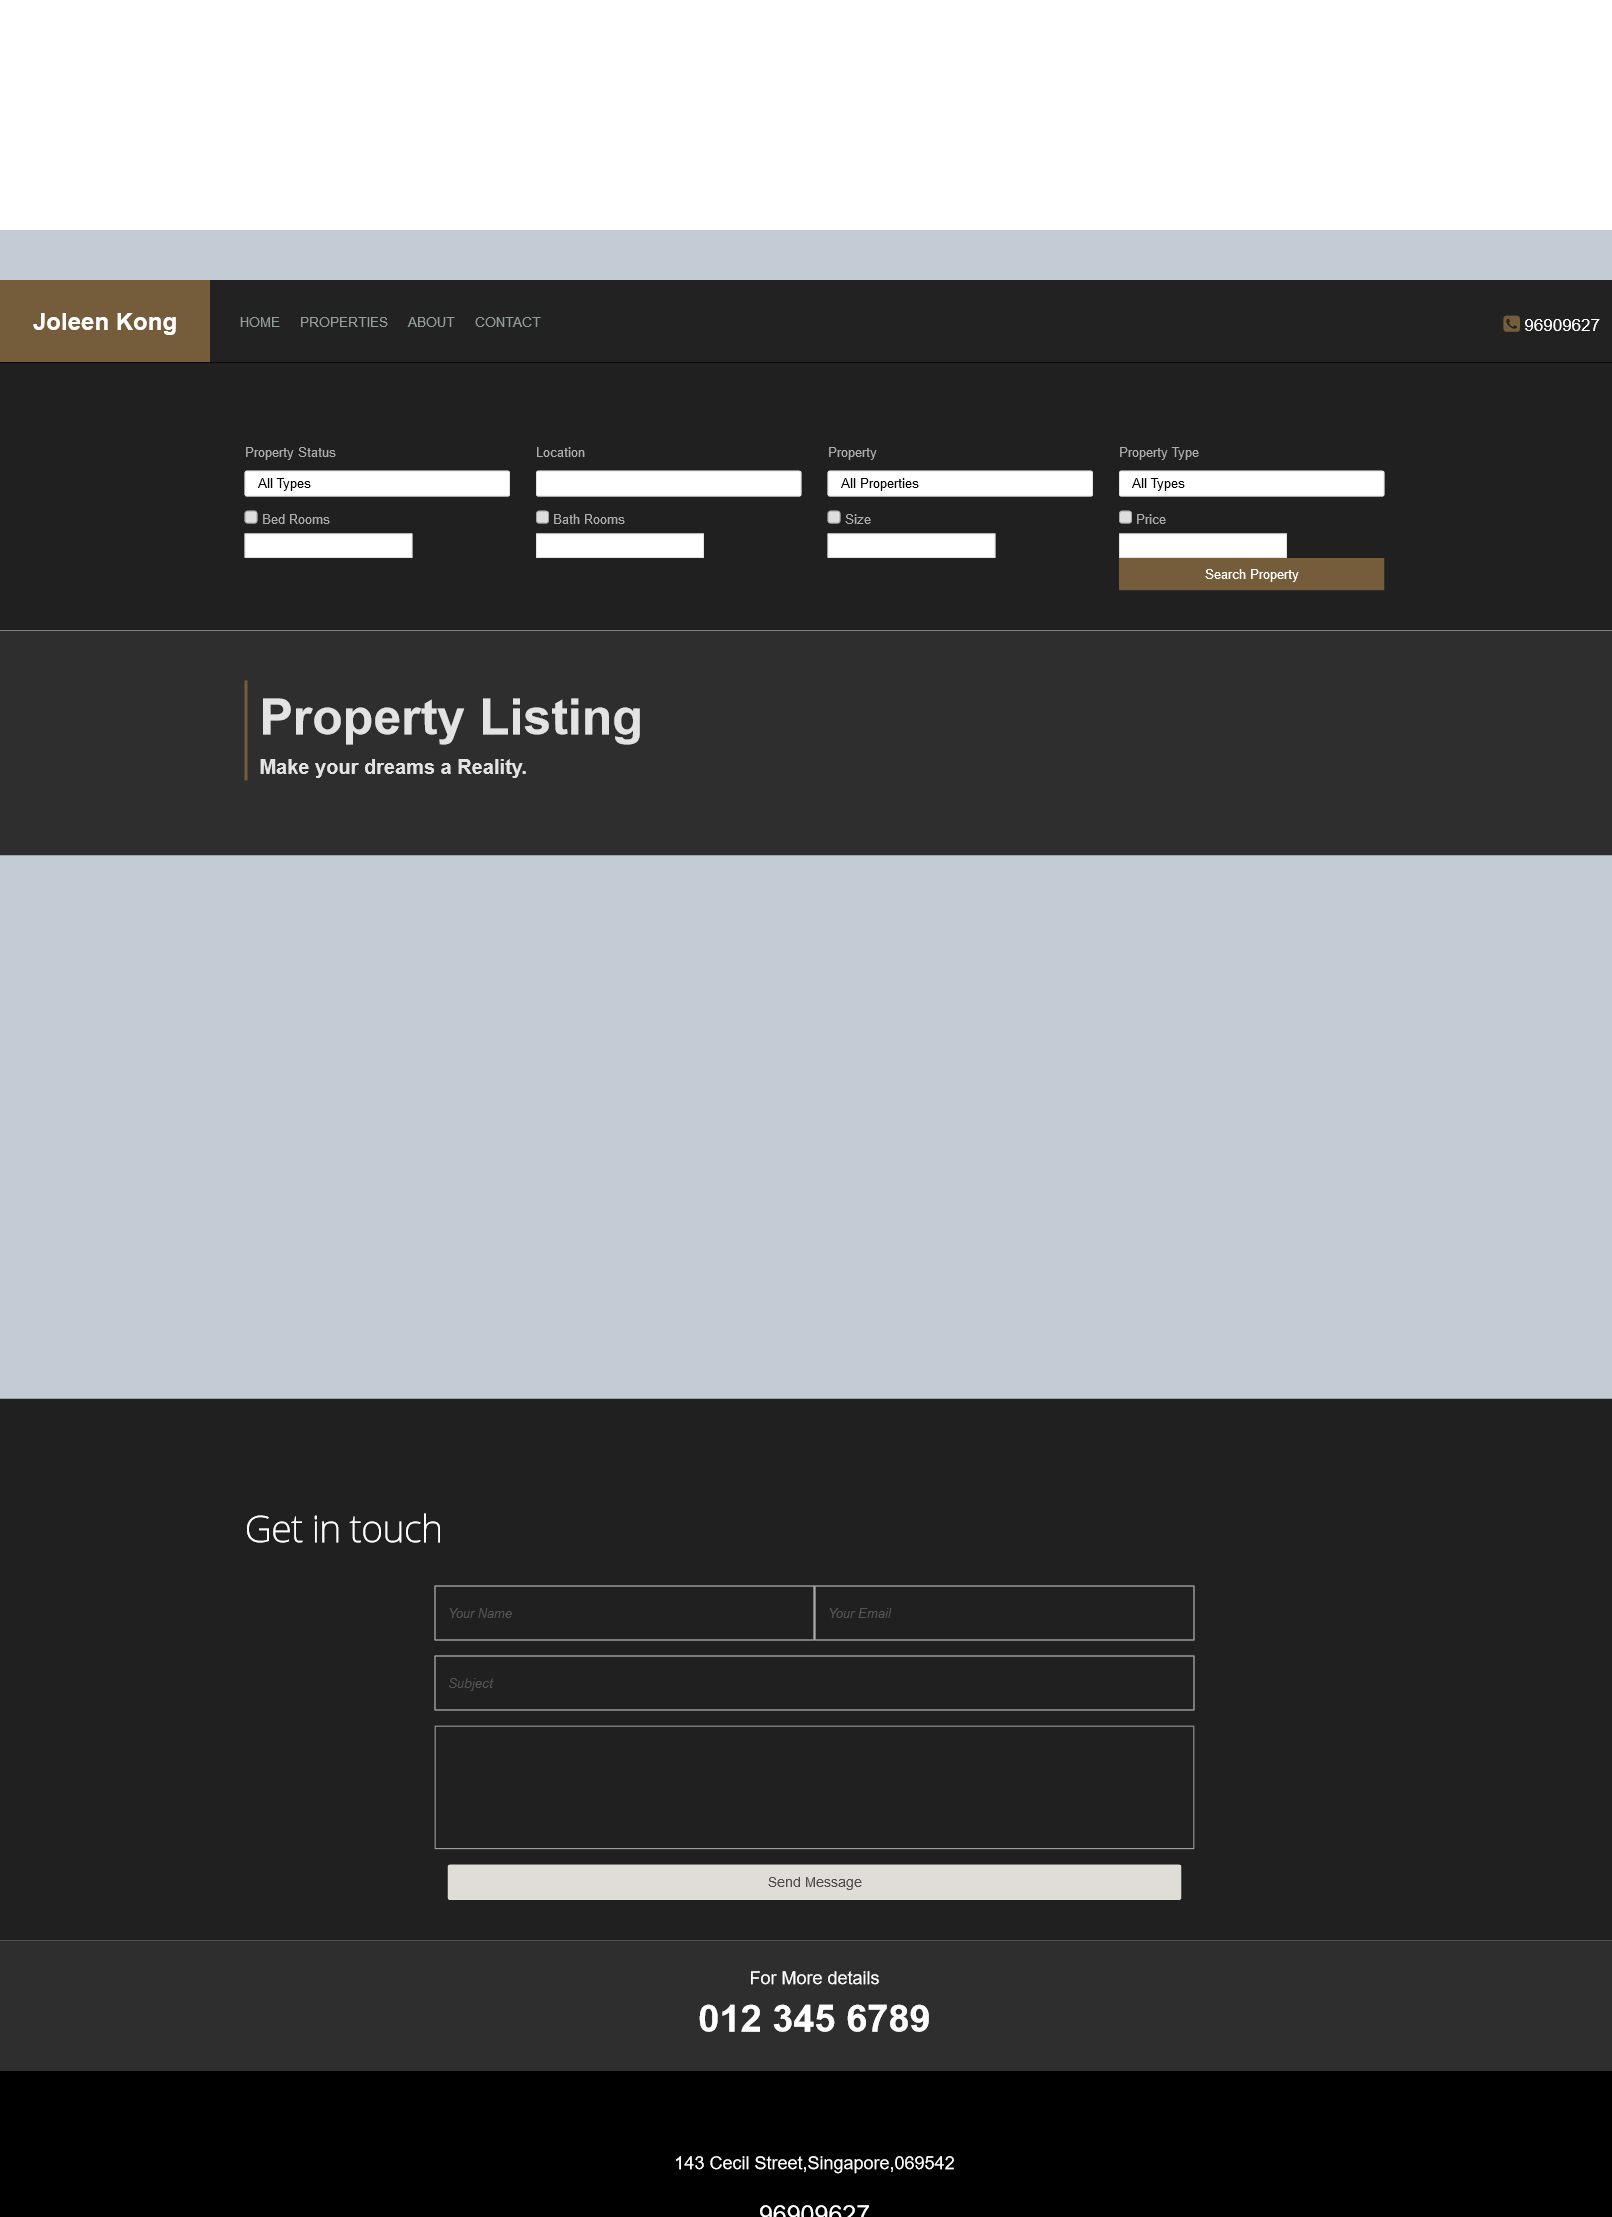 Joleen Kong
HOME PROPERTIES ABOUT CONTACT
96909627
Property Status Location Property Property Type
All Types All Properties All Types
Bed Rooms Bath Rooms Size Price
Search Property
Property Listing
Make your dreams a Reality.
Get in touch
Your Name Your Email
Subject
Send Message
For More details
012 345 6789
143 Cecil Street,Singapore,069542
96909627